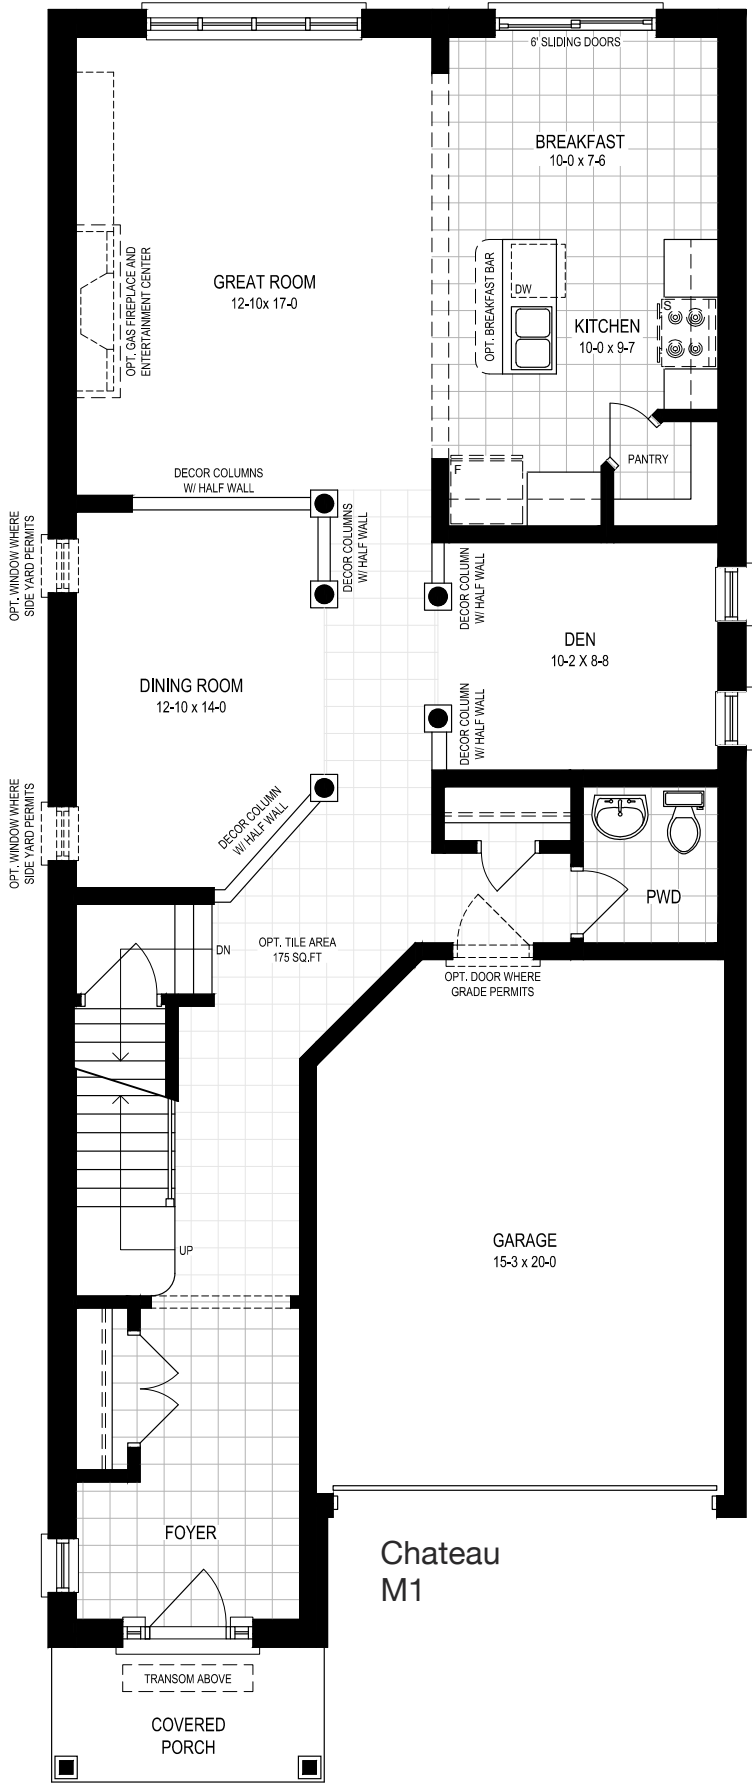 6' SLIDING DOORS
BREAKFAST
10-0 x 7-6
OPT. GAS FIREPLACE AND
ENTERTAINMENT CENTER
GREAT ROOM
12-10x 17-0
OPT. BREAKFAST BAR
DW
S
KITCHEN
10-0 x 9-7
PANTRY
F
DECOR COLUMNS
W/ HALF WALL
DECOR COLUMNS
W/ HALF WALL
OPT. WINDOW WHERE
SIDE YARD PERMITS
DECOR COLUMN
W/ HALF WALL
DEN
10-2 X 8-8
DINING ROOM
12-10 x 14-0
DECOR COLUMN
W/ HALF WALL
OPT. WINDOW WHERE
SIDE YARD PERMITS
DECOR COLUMN
W/ HALF WALL
PWD
DN
OPT. TILE AREA
175 SQ.FT
OPT. DOOR WHERE
GRADE PERMITS
UP
GARAGE
15-3 x 20-0
FOYER
Chateau
M1
TRANSOM ABOVE
COVERED
PORCH